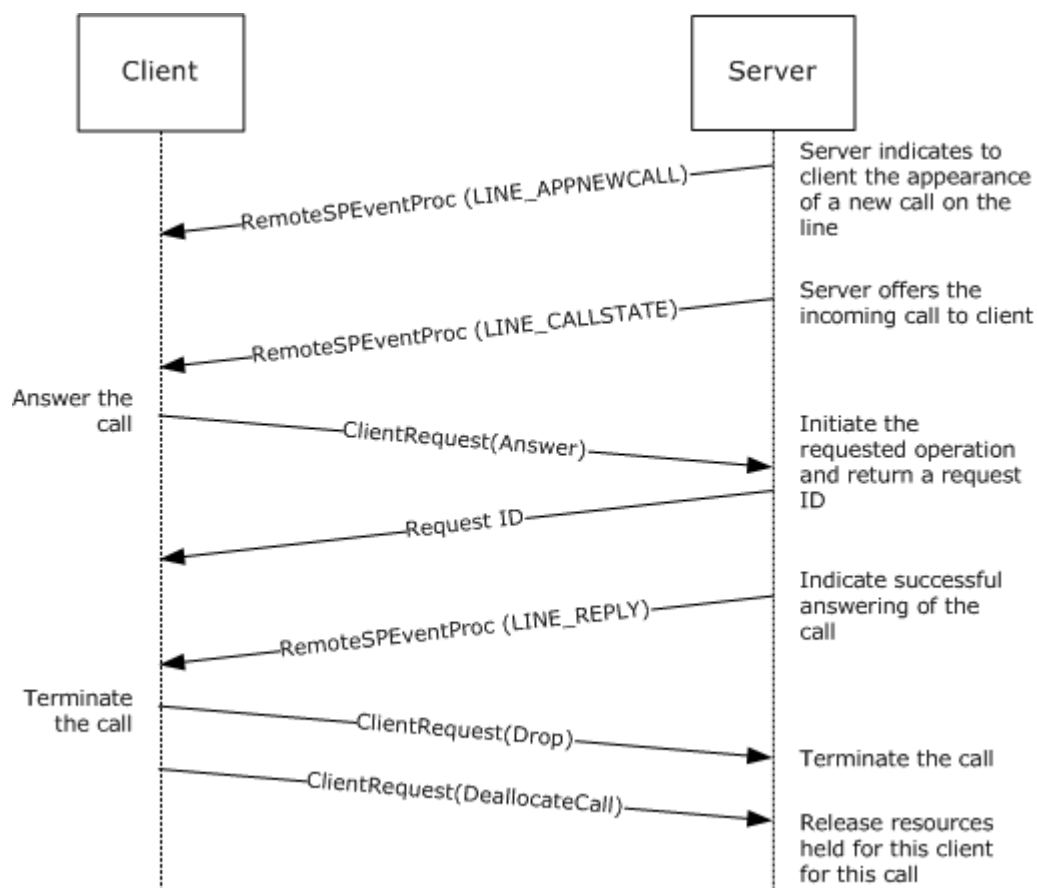 Client
Server
Server indicates to
client the appearance
of a new call on the
line
RemoteSPEventProc (LINE_APPNEWCALL)
Server offers the
incoming call to client
RemoteSPEventProc (LINE_CALLSTATE)
Answer the
call
ClientRequest(Answer)
Initiate the
requested operation
and return a request
ID
Request ID
Indicate successful
answering of the
call
RemoteSPEventProc (LINE_REPLY)
Terminate
the call
ClientRequest(Drop)
Terminate the call
ClientRequest(DeallocateCall)
Release resources
held for this client
for this call